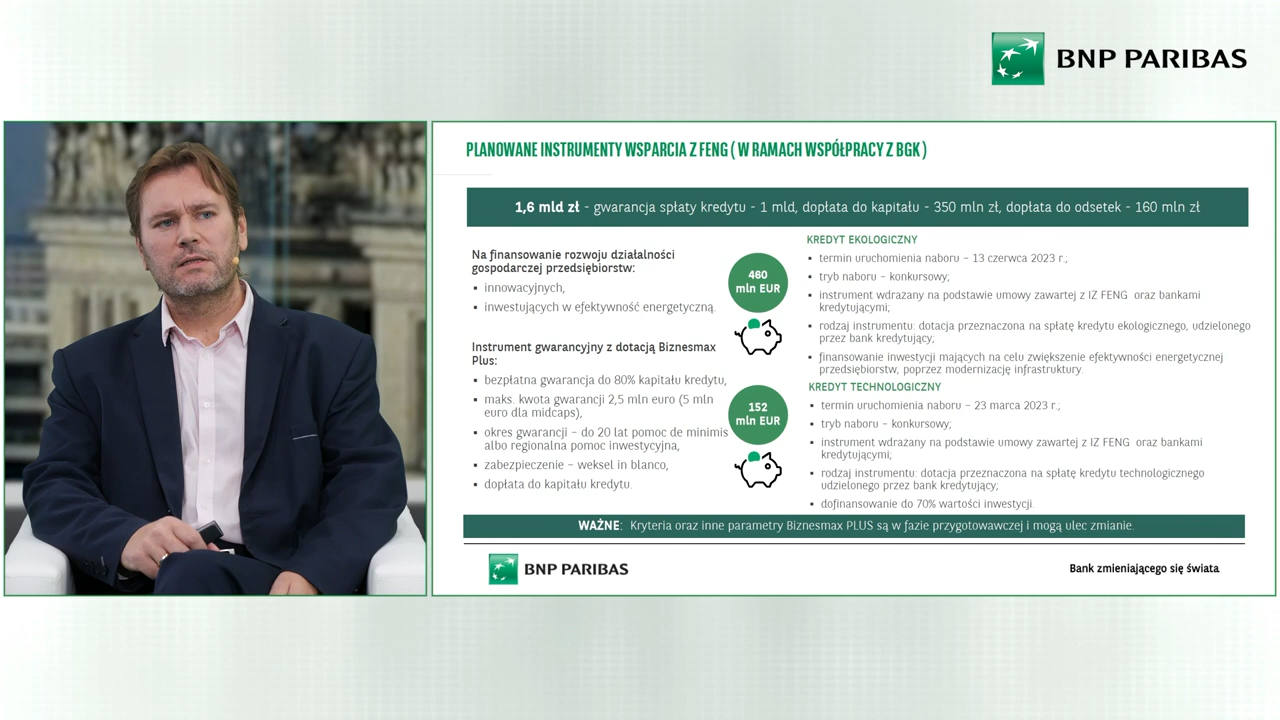 BNP PARIBAS
PLANOWANE INSTRUMENTY WSPARCIA Z FENG ( W RAMACH WSPÓŁPRACY Z BGK )
1,6 mld zł - gwarancja spłaty kredytu - 1 mld, dopłata do kapitału - 350 mln zł, dopłata do odsetek - 160 mln zł
Na finansowanie rozwoju działalności
gospodarczej przedsiębiorstw:
▪ innowacyjnych,
▪ inwestujących w efektywność energetyczną.
Instrument gwarancyjny z dotacją Biznesmax
Plus:
▪ bezpłatna gwarancja do 80% kapitału kredytu,
▪ maks. kwota gwarancji 2,5 mln euro (5 mln
euro dla midcaps),
▪ okres gwarancji – do 20 lat pomoc de minimis
albo regionalna pomoc inwestycyjna,
▪ zabezpieczenie – weksel in blanco,
▪ dopłata do kapitału kredytu.
460
mln EUR
152
mln EUR
KREDYT EKOLOGICZNY
▪ termin uruchomienia naboru – 13 czerwca 2023 r.;
▪ tryb naboru – konkursowy;
▪ instrument wdrażany na podstawie umowy zawartej z IZ FENG oraz bankami
kredytującymi;
▪ rodzaj instrumentu: dotacja przeznaczona na spłatę kredytu ekologicznego, udzielonego
przez bank kredytujący;
▪ finansowanie inwestycji mających na celu zwiększenie efektywności energetycznej
przedsiębiorstw, poprzez modernizację infrastruktury.
KREDYT TECHNOLOGICZNY
▪ termin uruchomienia naboru – 23 marca 2023 r.;
▪ tryb naboru – konkursowy;
▪ instrument wdrażany na podstawie umowy zawartej z IZ FENG oraz bankami
kredytującymi;
▪ rodzaj instrumentu: dotacja przeznaczona na spłatę kredytu technologicznego
udzielonego przez bank kredytujący;
▪ dofinansowanie do 70% wartości inwestycji.
WAŻNE: Kryteria oraz inne parametry Biznesmax PLUS są w fazie przygotowawczej i mogą ulec zmianie.
BNP PARIBAS
Bank zmieniającego się świata